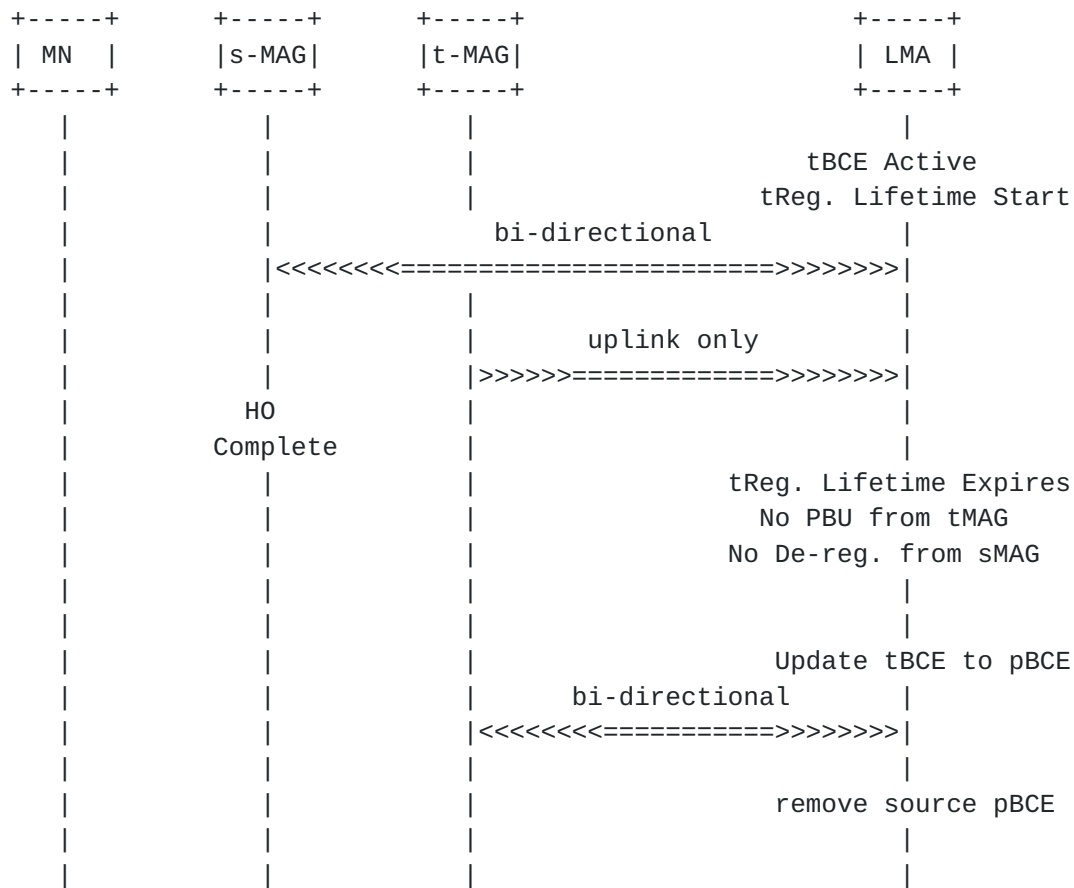 +-----+      +-----+      +-----+                     +-----+
| MN  |      |s-MAG|      |t-MAG|                     | LMA |
+-----+      +-----+      +-----+                     +-----+
   |            |            |                           |
   |            |            |                     tBCE Active
   |            |            |                  tReg. Lifetime Start
   |            |              bi-directional            |
   |            |<<<<<<<<========================>>>>>>>>|
   |            |            |                           |
   |            |            |       uplink only         |
   |            |            |>>>>>>=============>>>>>>>>|
   |           HO            |                           |
   |         Complete        |                           |
   |            |            |                tReg. Lifetime Expires
   |            |            |                  No PBU from tMAG
   |            |            |                No De-reg. from sMAG
   |            |            |                           |
   |            |            |                           |
   |            |            |                   Update tBCE to pBCE
   |            |            |      bi-directional       |
   |            |            |<<<<<<<<===========>>>>>>>>|
   |            |            |                           |
   |            |            |                   remove source pBCE
   |            |            |                           |
   |            |            |                           |